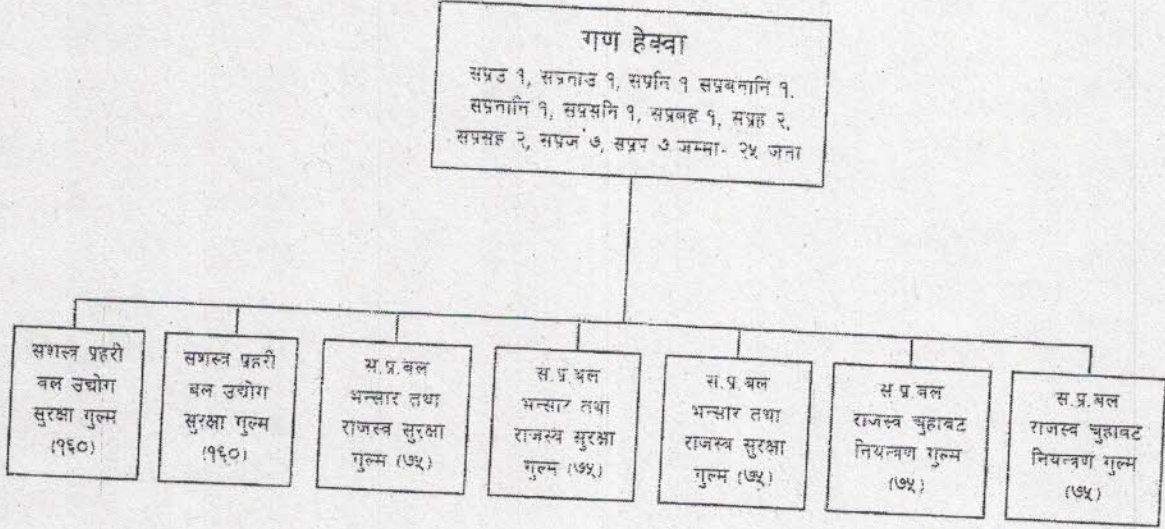 गण हेक्वा
सप्रउ १, सप्रनाउ १, सप्रनि १ सप्रबनानि १.
सप्रनानि १, सप्रसनि १, सप्रबह १, सप्रह २,
सप्रसह २, सप्रज ७, सप्रप ७ जम्मा- २५ जना
सशस्त्र प्रहरी
बल उद्योग
सुरक्षा गुल्म
(१६०)
सशस्त्र प्रहरी
बल उद्योग
सुरक्षा गुल्म
(१६०)
स.प्र.बल
भन्सार तथा
राजस्व सुरक्षा
गुल्म (७५)
स.प्र.बल
भन्सार तथा
राजस्व सुरक्षा
गुल्म (७५)
स.प्र.बल
भन्सार तथा
राजस्व सुरक्षा
गुल्म (७५)
स.प्र.बल
राजस्व चुहावट
नियन्त्रण गुल्म
(७५)
स.प्र.बल
राजस्व चुहावट
नियन्त्रण गुल्म
(७५)